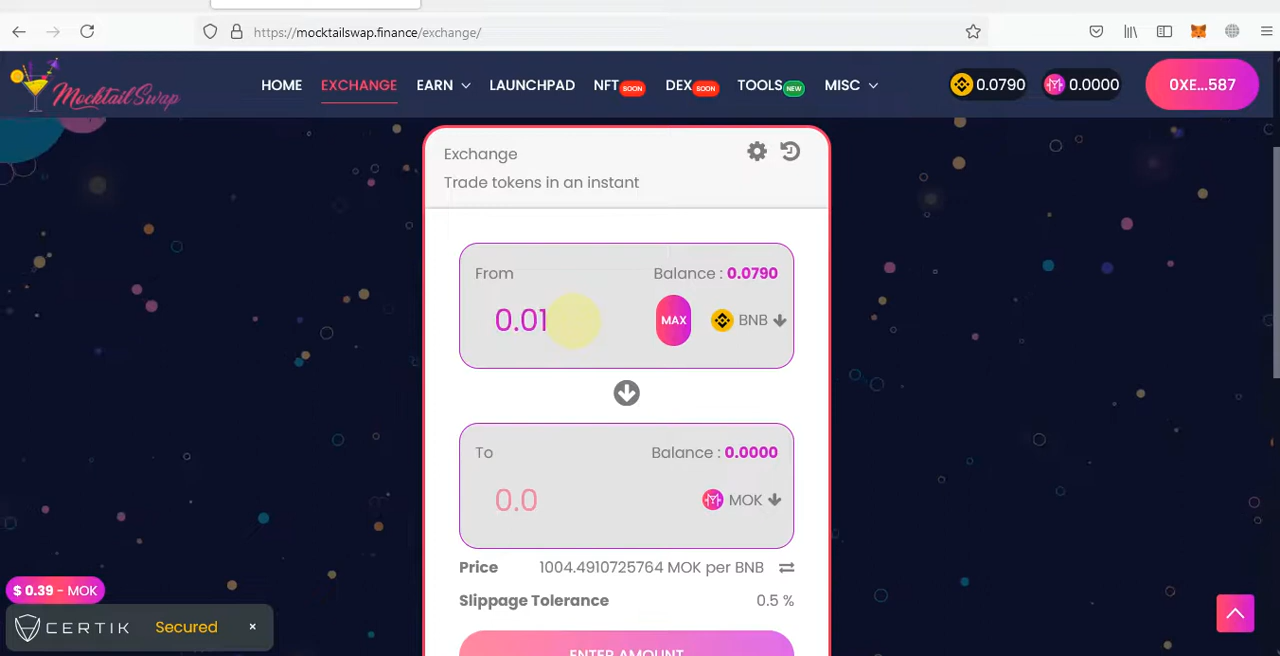 https://mocktailswap.finance/exchange/
MocktailSwap
HOME EXCHANGE EARN LAUNCHPAD NFT SOON DEX SOON TOOLS NEW MISC 0.0790 0.0000 0XE...587
Exchange
Trade tokens in an instant
From Balance : 0.0790
0.01 MAX BNB
To Balance : 0.0000
0.0 MOK
Price 1004.4910725764 MOK per BNB
Slippage Tolerance 0.5 %
ENTER AMOUNT
$ 0.39 - MOK
CERTIK Secured ×